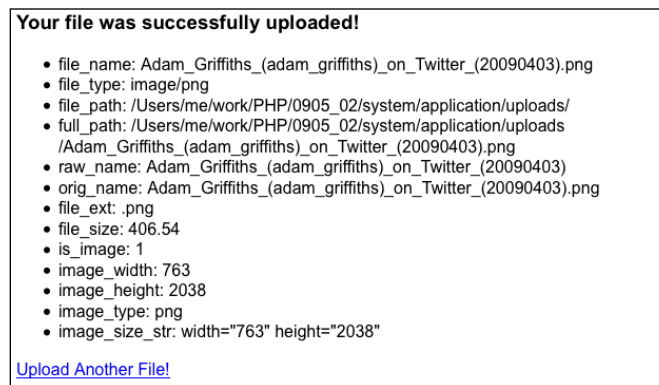 Your file was successfully uploaded!
• file_name: Adam_Griffiths_(adam_griffiths)_on_Twitter_(20090403).png
• file_type: image/png
• file_path: /Users/me/work/PHP/0905_02/system/application/uploads/
• full_path: /Users/me/work/PHP/0905_02/system/application/uploads
/Adam_Griffiths_(adam_griffiths)_on_Twitter_(20090403).png
• raw_name: Adam_Griffiths_(adam_griffiths)_on_Twitter_(20090403)
• orig_name: Adam_Griffiths_(adam_griffiths)_on_Twitter_(20090403).png
• file_ext: .png
• file_size: 406.54
• is_image: 1
• image_width: 763
• image_height: 2038
• image_type: png
• image_size_str: width="763" height="2038"
Upload Another File!